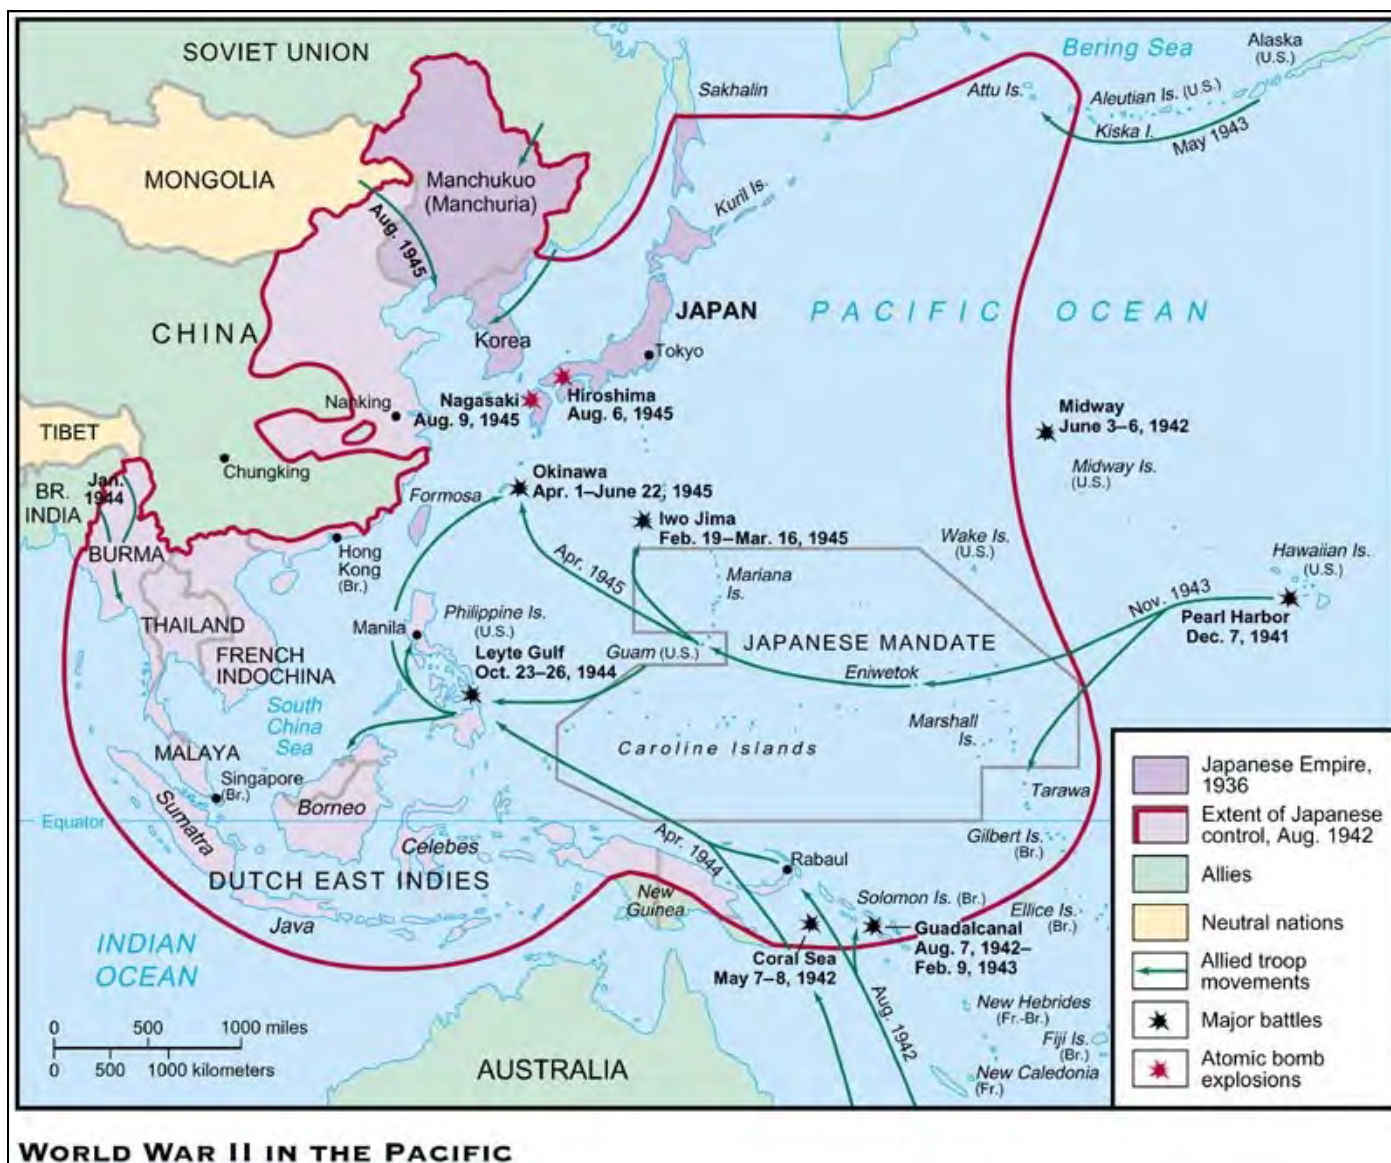 SOVIET UNION
Bering Sea
Alaska
(U.S.)
Sakhalin
Attu Is.
Aleutian Is. (U.S.)
Kiska I.
May 1943
MONGOLIA
Manchukuo
(Manchuria)
Kuril Is.
Aug. 1945
CHINA
Korea
JAPAN
Tokyo
PACIFIC OCEAN
Nanking
Nagasaki
Aug. 9, 1945
Hiroshima
Aug. 6, 1945
Midway
June 3–6, 1942
Midway Is.
(U.S.)
TIBET
Chungking
Jan.
1944
BR.
INDIA
BURMA
Formosa
Okinawa
Apr. 1–June 22, 1945
Iwo Jima
Feb. 19–Mar. 16, 1945
Wake Is.
(U.S.)
Hawaiian Is.
(U.S.)
Hong
Kong
(Br.)
Apr. 1945
Mariana
Is.
Nov. 1943
Pearl Harbor
Dec. 7, 1941
THAILAND
FRENCH
INDOCHINA
Manila
Philippine Is.
(U.S.)
Leyte Gulf
Oct. 23–26, 1944
Guam (U.S.)
JAPANESE MANDATE
Eniwetok
South
China
Sea
Marshall
Is.
Caroline Islands
MALAYA
Singapore
(Br.)
Borneo
Tarawa
Equator
Sumatra
Celebes
Apr. 1944
Gilbert Is.
(Br.)
DUTCH EAST INDIES
Rabaul
New
Guinea
Solomon Is. (Br.)
Ellice Is.
(Br.)
Java
INDIAN
OCEAN
Coral Sea
May 7–8, 1942
Guadalcanal
Aug. 7, 1942–
Feb. 9, 1943
Aug. 1942
New Hebrides
(Fr.-Br.)
Fiji Is.
(Br.)
New Caledonia
(Fr.)
AUSTRALIA
0 500 1000 miles
0 500 1000 kilometers
Japanese Empire,
1936
Extent of Japanese
control, Aug. 1942
Allies
Neutral nations
Allied troop
movements
Major battles
Atomic bomb
explosions
WORLD WAR II IN THE PACIFIC